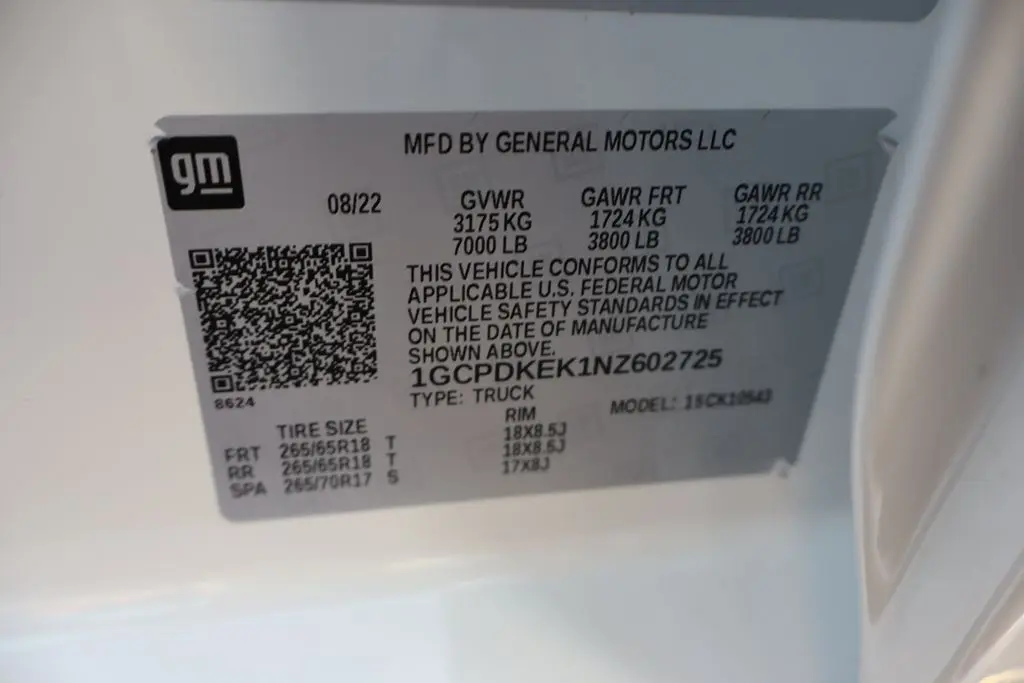 gm
MFD BY GENERAL MOTORS LLC
08/22 GVWR GAWR FRT GAWR RR
3175 KG 1724 KG 1724 KG
7000 LB 3800 LB 3800 LB
THIS VEHICLE CONFORMS TO ALL
APPLICABLE U.S. FEDERAL MOTOR
VEHICLE SAFETY STANDARDS IN EFFECT
ON THE DATE OF MANUFACTURE
SHOWN ABOVE.
1GCPDKEK1NZ602725
8624
TYPE: TRUCK MODEL: 15CK10543
TIRE SIZE RIM
FRT 265/65R18 T 18X8.5J
RR 265/65R18 T 18X8.5J
SPA 265/70R17 S 17X8J